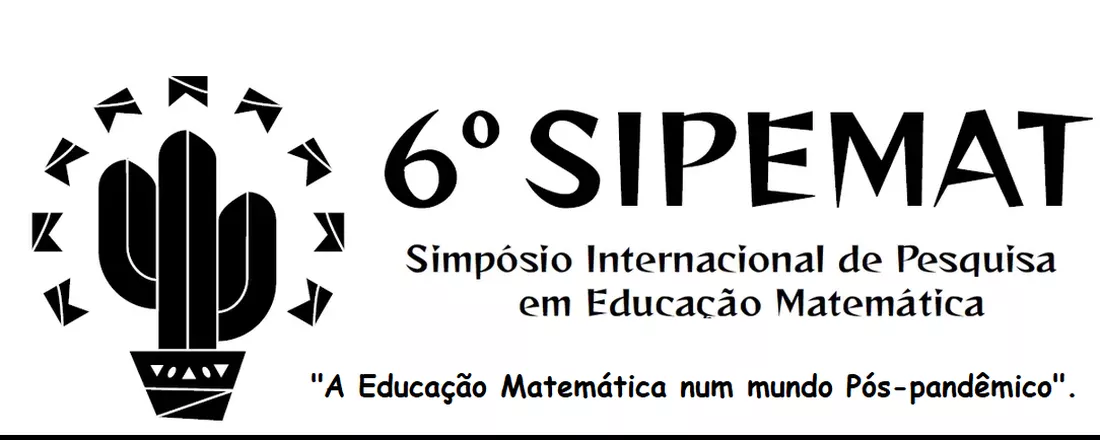 6º SIPEMAT
Simpósio Internacional de Pesquisa
em Educação Matemática
"A Educação Matemática num mundo Pós-pandêmico".